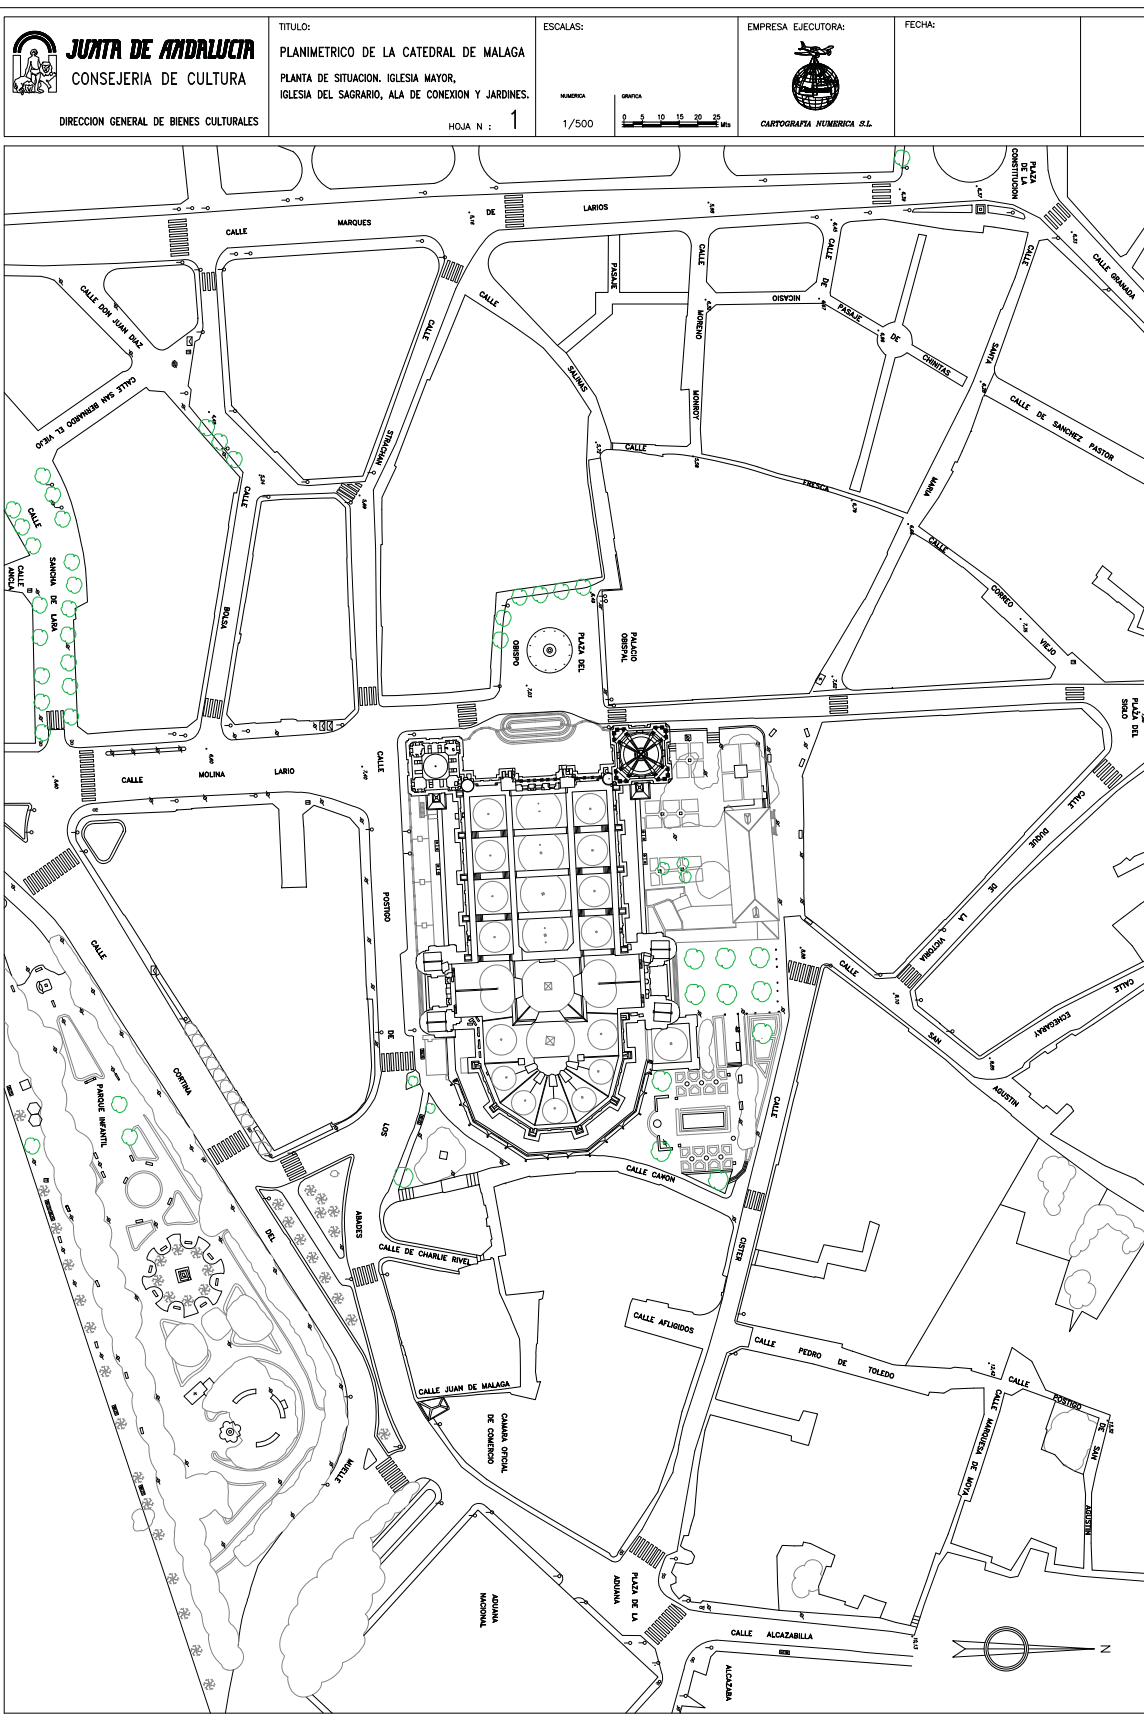 JUNTA DE ANDALUCIA
CONSEJERIA DE CULTURA
DIRECCION GENERAL DE BIENES CULTURALES
TITULO:
PLANIMETRICO DE LA CATEDRAL DE MALAGA
PLANTA DE SITUACION. IGLESIA MAYOR,
IGLESIA DEL SAGRARIO, ALA DE CONEXION Y JARDINES.
HOJA N : 1
ESCALAS:
NUMERICA
1/500
GRAFICA
0 5 10 15 20 25 Mts
EMPRESA EJECUTORA:
CARTOGRAFIA NUMERICA S.L.
FECHA:
PLAZA
DE LA
CONSTITUCION
CALLE MARQUES DE LARIOS
CALLE GRANADA
CALLE DON JUAN DIAZ
CALLE SAN BERNARDO EL VIEJO
CALLE STRACHAN
CALLE SALINAS
PASAJE
CALLE MORENO MONROY
NICASIO
CALLE DE
PASAJE DE CHINITAS
CALLE SANTA MARIA
CALLE DE SANCHEZ PASTOR
CALLE FRESCA
CALLE SANCHA DE LARA
CALLE
ANCLA
CALLE BOLSA
CALLE CORREO VIEJO
PLAZA DEL
OBISPO
PALACIO
OBISPAL
PLAZA DEL
SIGLO
CALLE MOLINA LARIO
CALLE POSTIGO DE LOS ABADES
CALLE DUQUE DE LA VICTORIA
CALLE SAN AGUSTIN
CALLE ECHEGARAY
CALLE CORTINA DEL MUELLE
PARQUE INFANTIL
CALLE CAÑON
CALLE CISTER
CALLE DE CHARLIE RIVEL
CALLE AFLIGIDOS
CALLE PEDRO DE TOLEDO
CALLE JUAN DE MALAGA
CAMARA OFICIAL
DE COMERCIO
CALLE POSTIGO DE SAN AGUSTIN
CALLE MARQUESA DE MOYA
ADUANA
NACIONAL
PLAZA DE LA
ADUANA
CALLE ALCAZABILLA
ALCAZABA
N